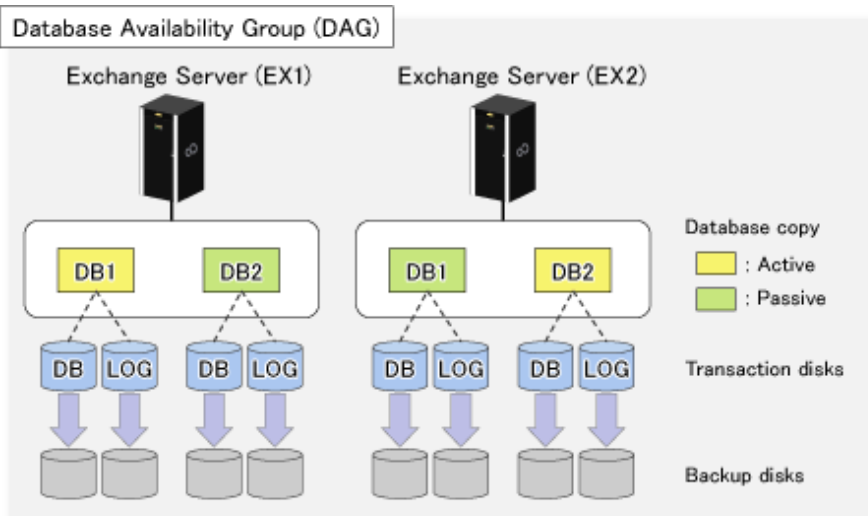 Database Availability Group (DAG)
Exchange Server (EX1)
Exchange Server (EX2)
DB1
DB2
DB1
DB2
Database copy
: Active
: Passive
DB LOG DB LOG DB LOG DB LOG
Transaction disks
Backup disks